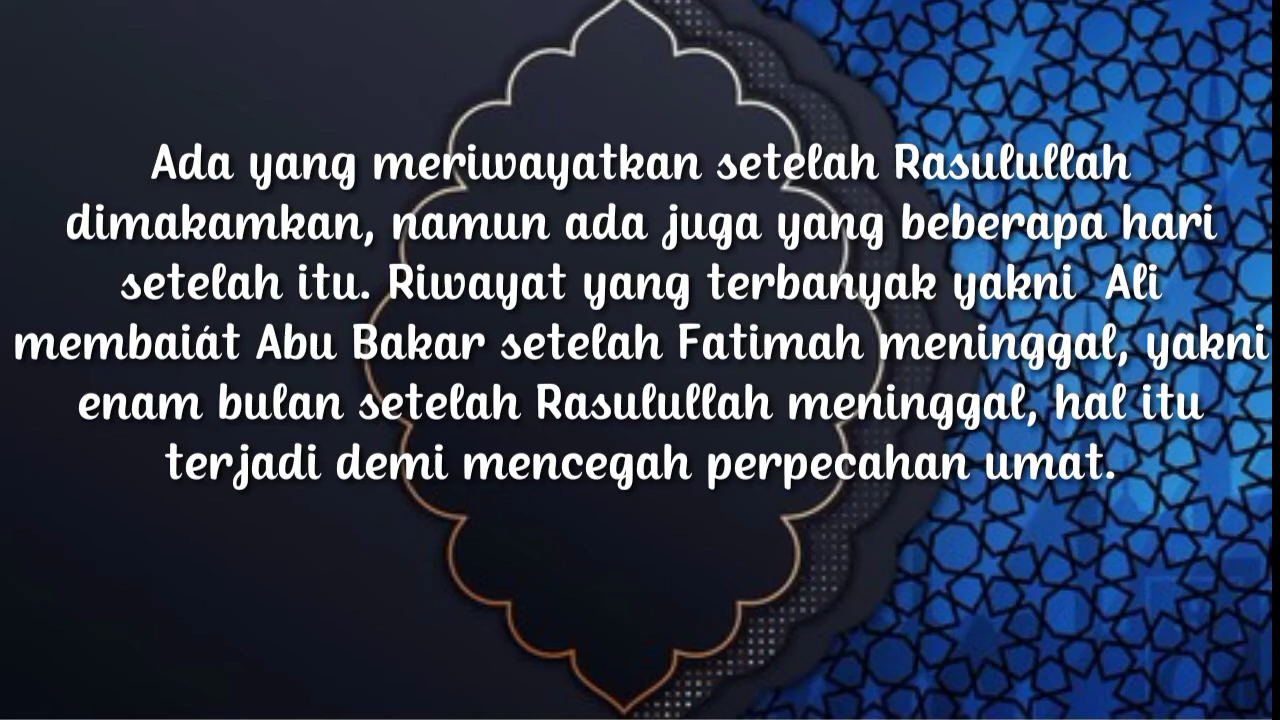 Ada yang meriwayatkan setelah Rasulullah
dimakamkan, namun ada juga yang beberapa hari
setelah itu. Riwayat yang terbanyak yakni  Ali
membaiát Abu Bakar setelah Fatimah meninggal, yakni
enam bulan setelah Rasulullah meninggal, hal itu
terjadi demi mencegah perpecahan umat.